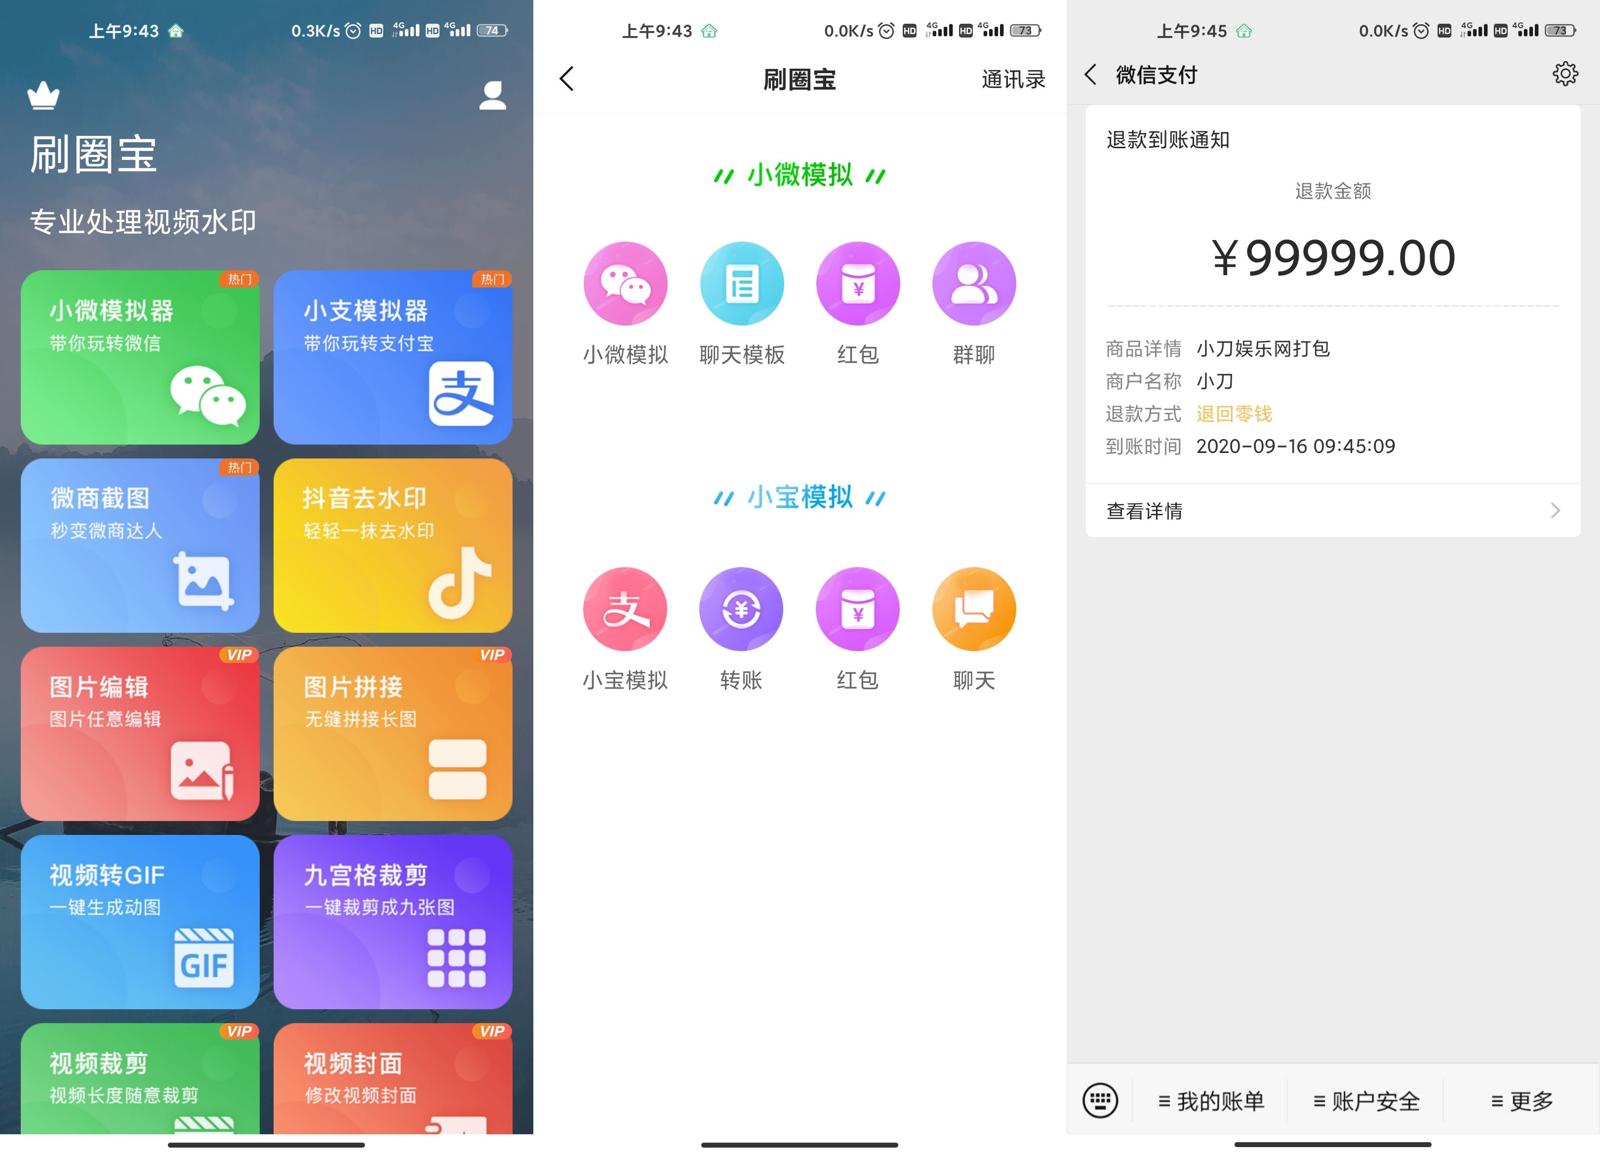 上午9:43
0.3K/s HD 4G HD 4G 74
刷圈宝
专业处理视频水印
热门
小微模拟器
带你玩转微信
热门
小支模拟器
带你玩转支付宝
支
热门
微商截图
秒变微商达人
抖音去水印
轻轻一抹去水印
VIP
图片编辑
图片任意编辑
VIP
图片拼接
无缝拼接长图
视频转GIF
一键生成动图
GIF
九宫格裁剪
一键裁剪成九张图
VIP
视频裁剪
视频长度随意裁剪
VIP
视频封面
修改视频封面
上午9:43
0.0K/s HD 4G HD 4G 73
刷圈宝
通讯录
小微模拟
¥
小微模拟
聊天模板
红包
群聊
小宝模拟
支
¥
¥
小宝模拟
转账
红包
聊天
上午9:45
0.0K/s HD 4G HD 4G 73
微信支付
退款到账通知
退款金额
¥99999.00
商品详情 小刀娱乐网打包
商户名称 小刀
退款方式 退回零钱
到账时间 2020-09-16 09:45:09
查看详情
我的账单
账户安全
更多